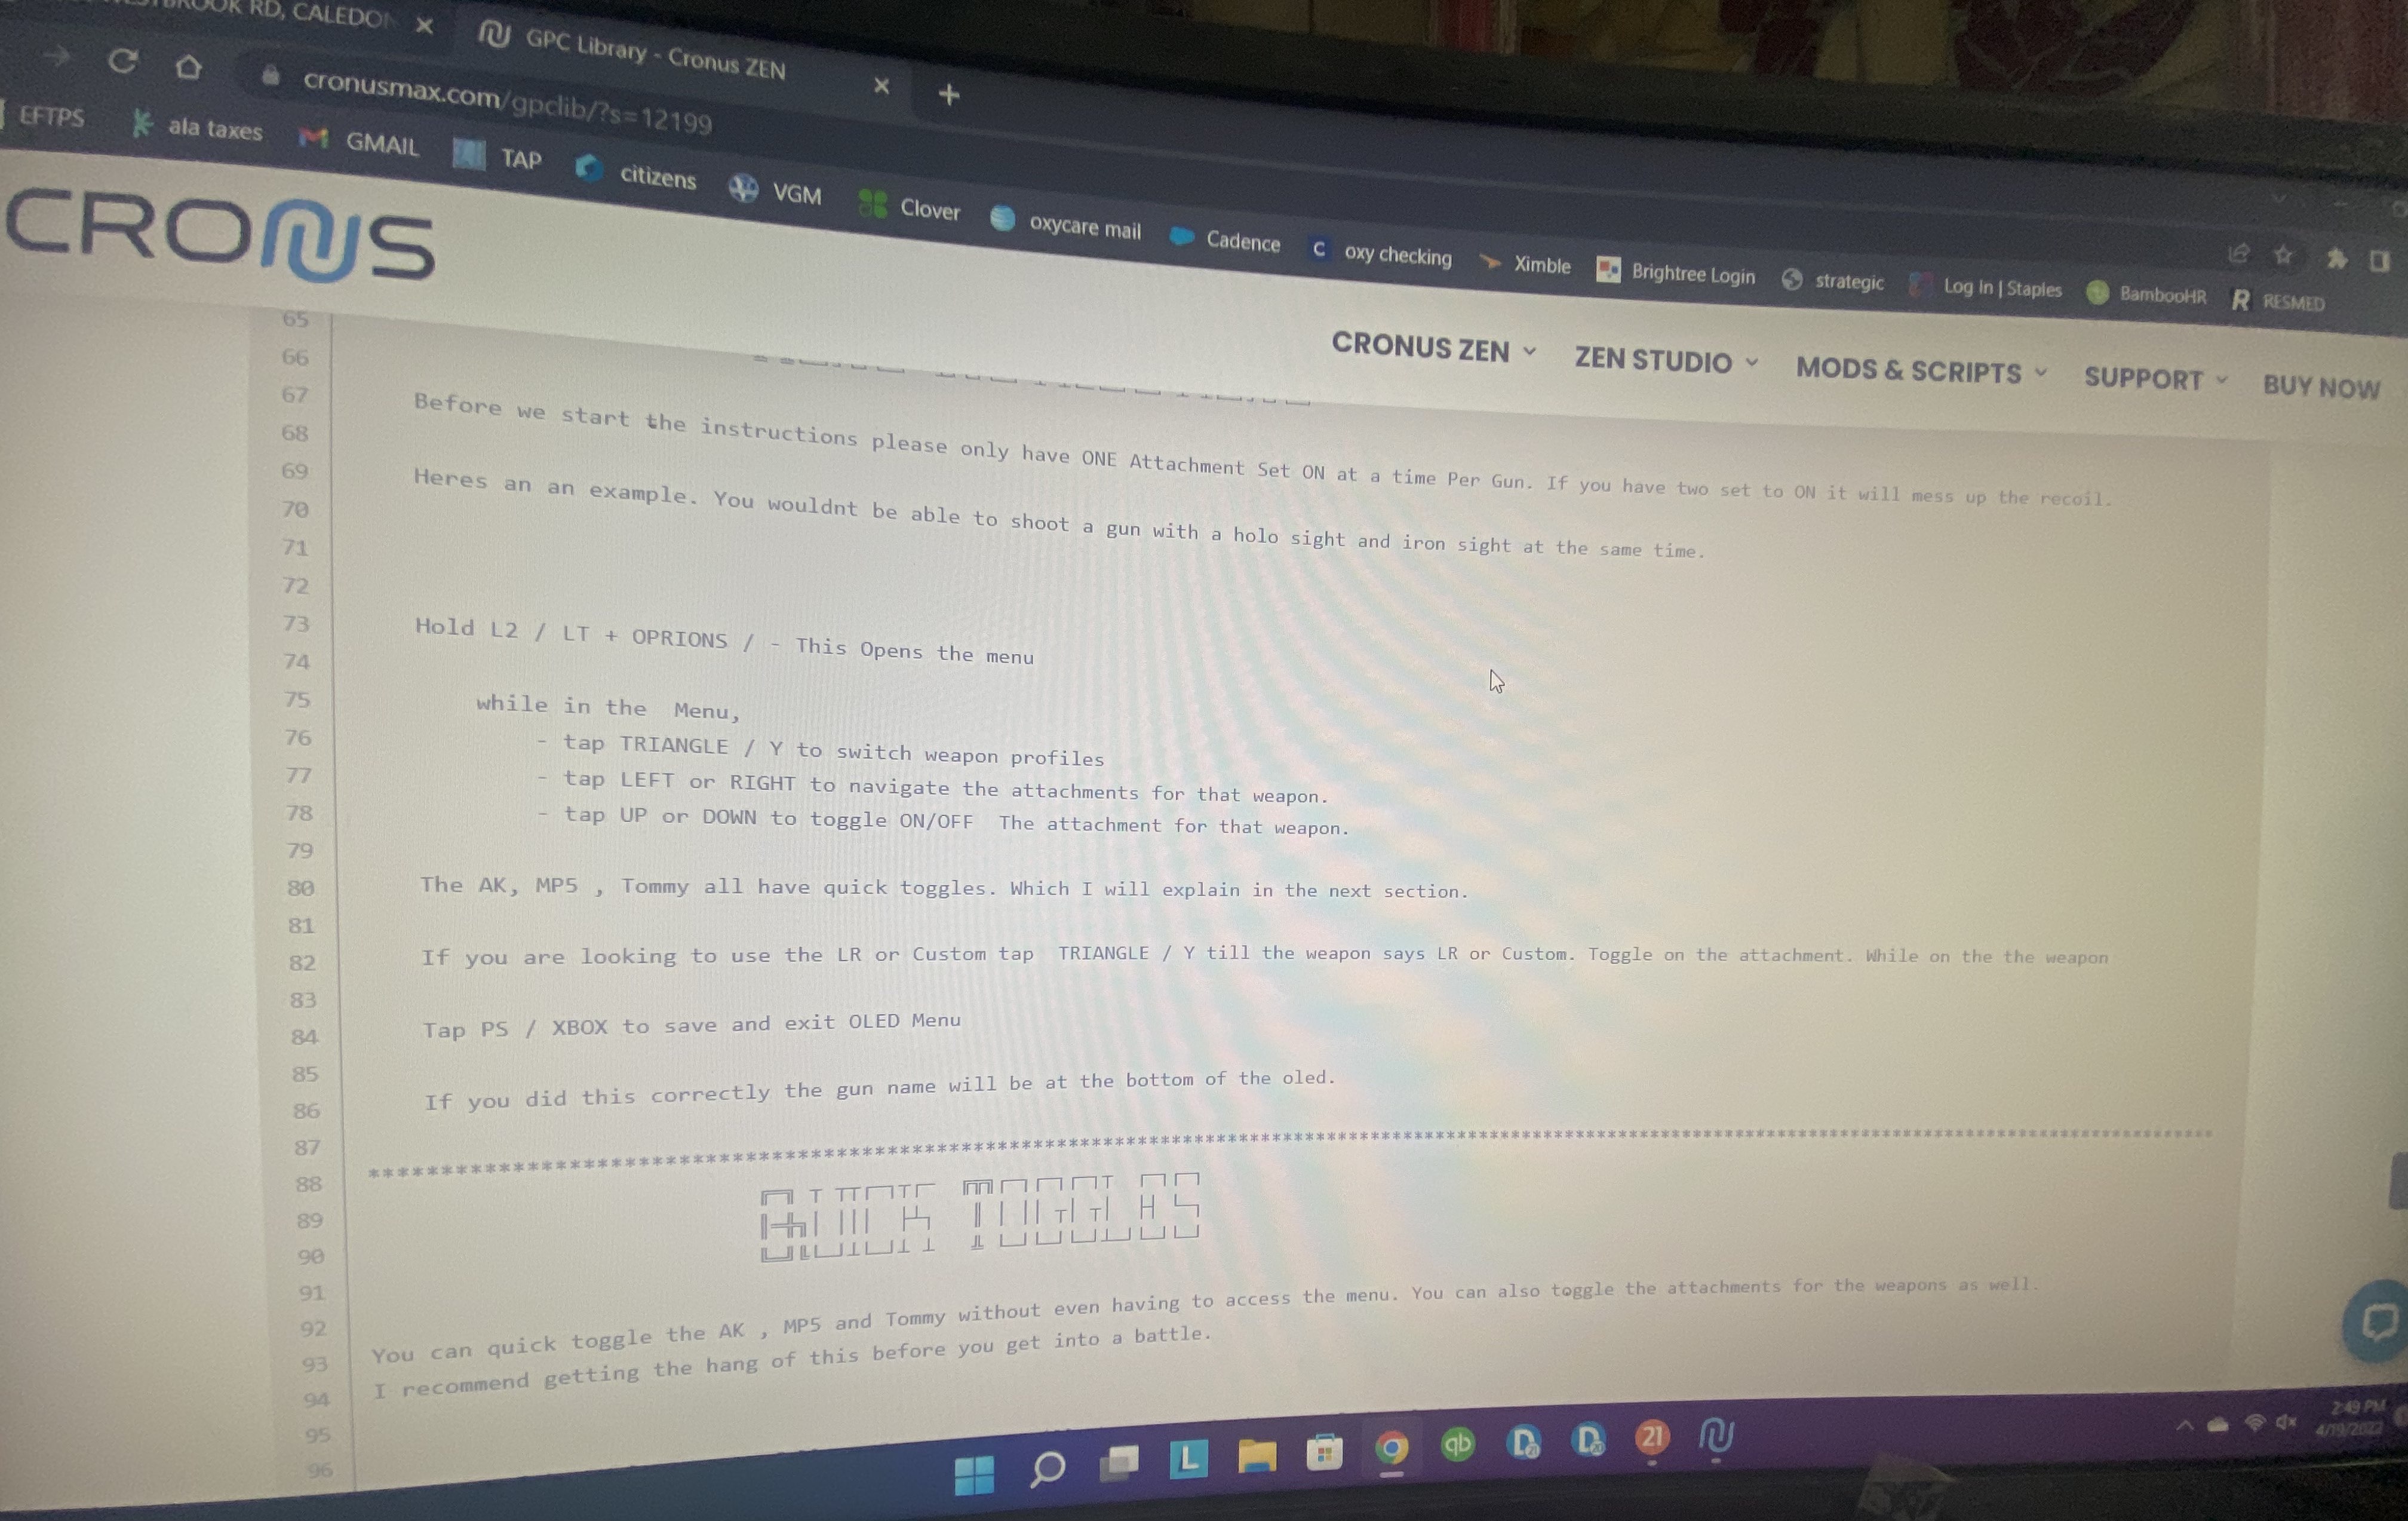 RD, CALEDON
GPC Library - Cronus ZEN
cronusmax.com/gpclib/?s=12199
EFTPS
ala taxes
GMAIL
TAP
citizens
VGM
Clover
oxycare mail
Cadence
C oxy checking
Ximble
Brightree Login
strategic
Log In | Staples
BambooHR
R RESMED
CRONUS
CRONUS ZEN
ZEN STUDIO
MODS & SCRIPTS
SUPPORT
BUY NOW
65
66
67 Before we start the instructions please only have ONE Attachment Set ON at a time Per Gun. If you have two set to ON it will mess up the recoil.
68
69 Heres an an example. You wouldnt be able to shoot a gun with a holo sight and iron sight at the same time.
70
71
72
73 Hold L2 / LT + OPRIONS / - This Opens the menu
74
75 while in the Menu,
76 - tap TRIANGLE / Y to switch weapon profiles
77 - tap LEFT or RIGHT to navigate the attachments for that weapon.
78 - tap UP or DOWN to toggle ON/OFF The attachment for that weapon.
79
80 The AK, MP5 , Tommy all have quick toggles. Which I will explain in the next section.
81
82 If you are looking to use the LR or Custom tap TRIANGLE / Y till the weapon says LR or Custom. Toggle on the attachment. While on the the weapon
83
84 Tap PS / XBOX to save and exit OLED Menu
85
86 If you did this correctly the gun name will be at the bottom of the oled.
87
88
89
90
91
92 You can quick toggle the AK , MP5 and Tommy without even having to access the menu. You can also toggle the attachments for the weapons as well.
93 I recommend getting the hang of this before you get into a battle.
94
95
96
L
qb
D
D
21
2:49 PM